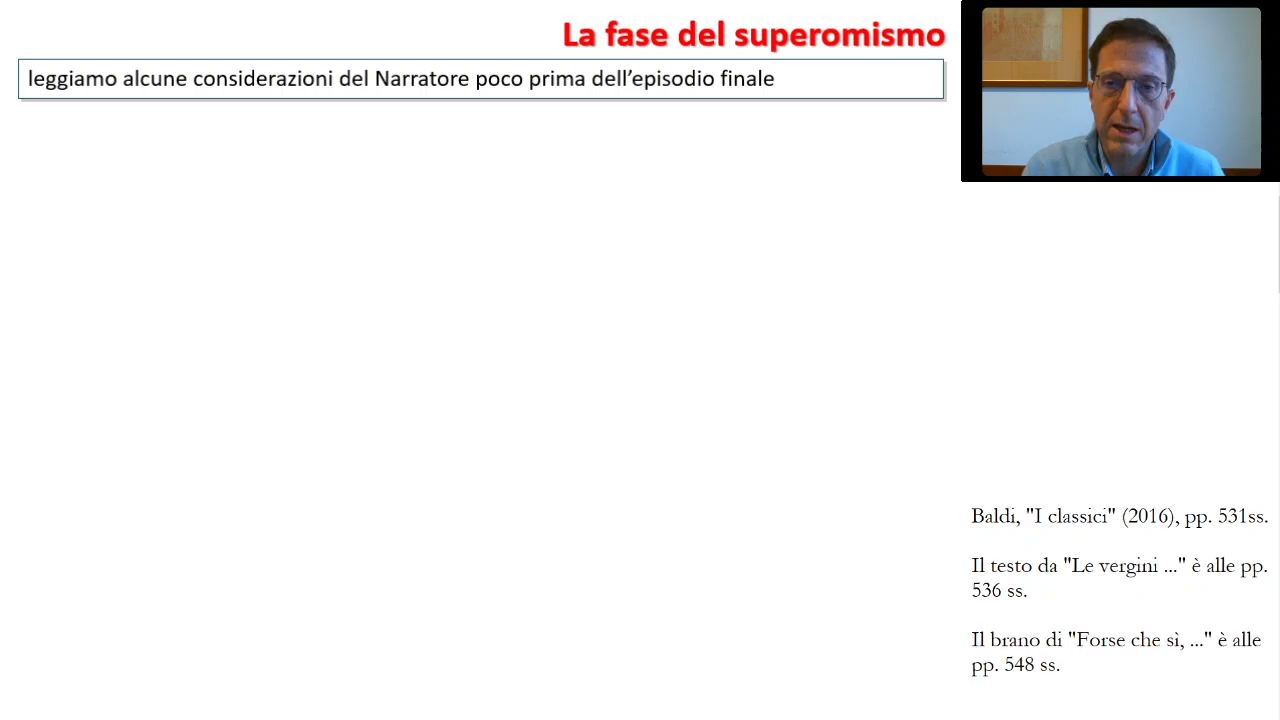 La fase del superomismo
leggiamo alcune considerazioni del Narratore poco prima dell’episodio finale
Baldi, "I classici" (2016), pp. 531ss.
Il testo da "Le vergini ..." è alle pp.
536 ss.
Il brano di "Forse che sì, ..." è alle
pp. 548 ss.